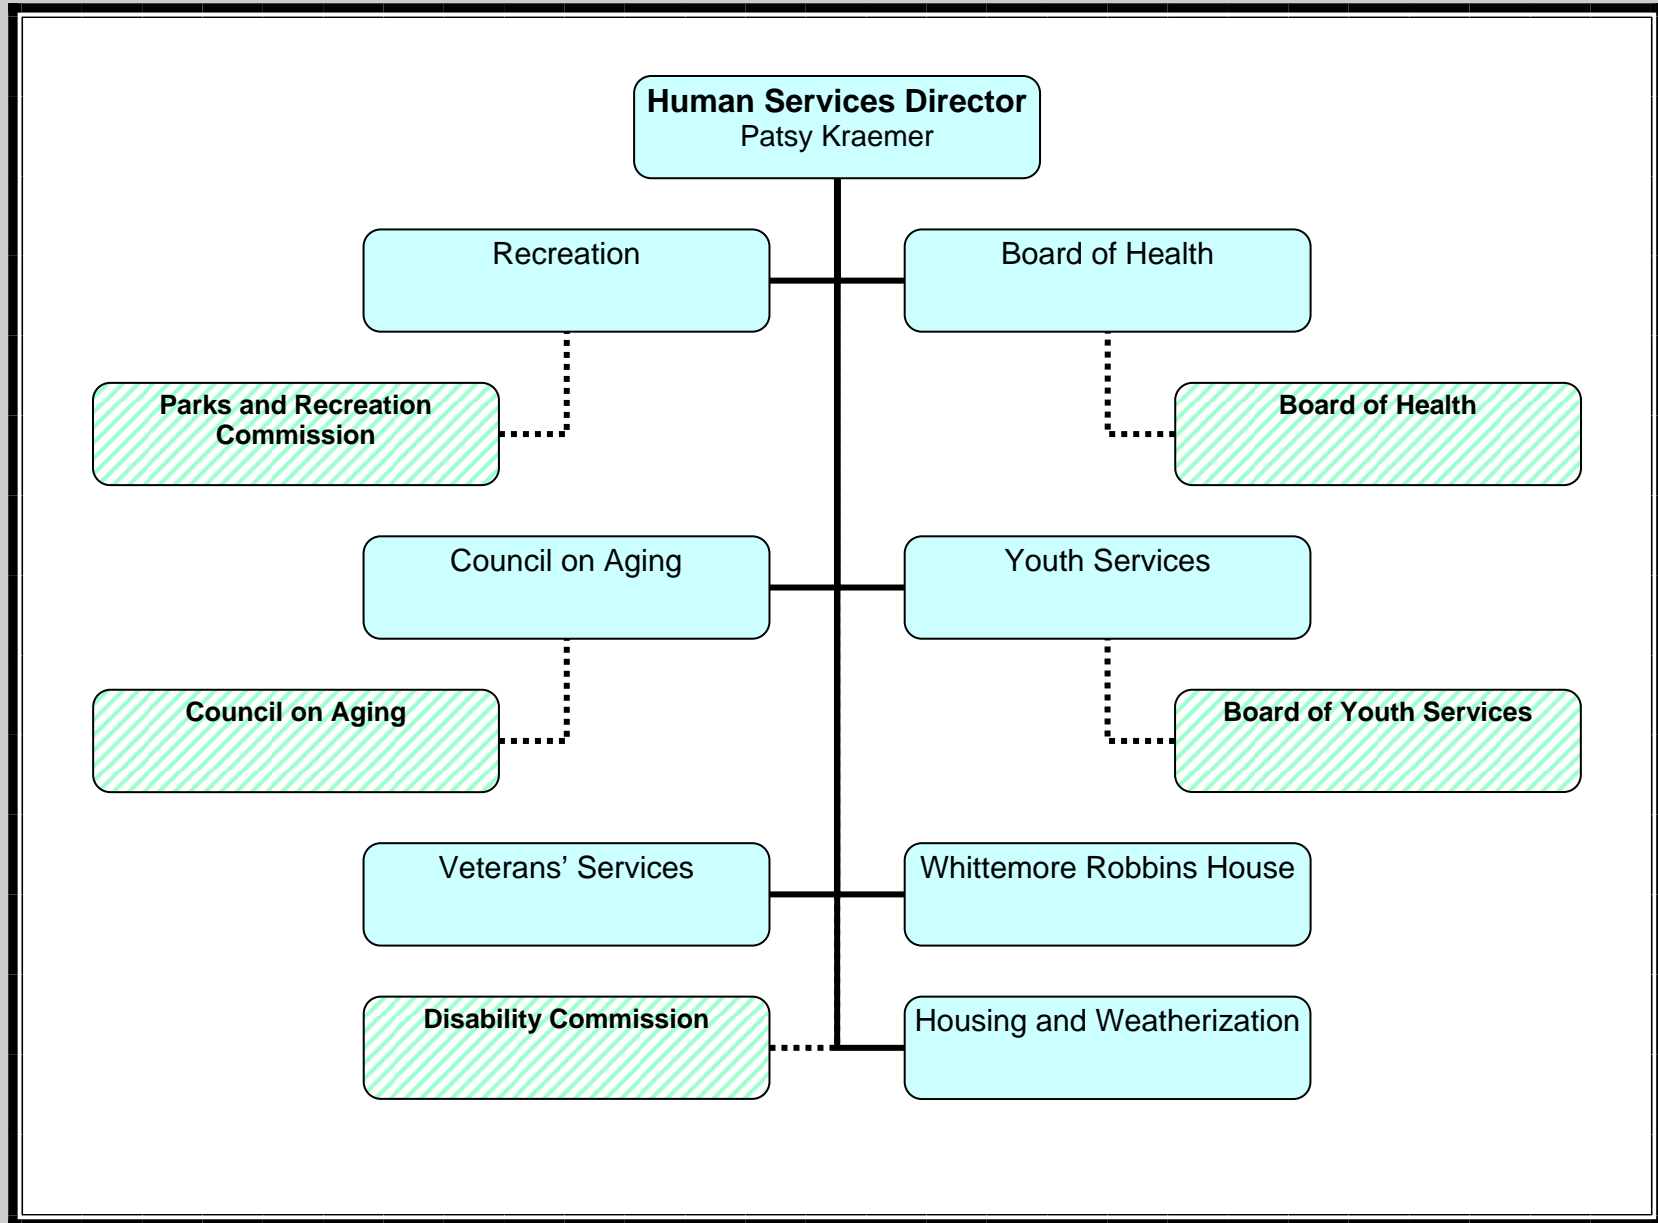 Human Services Director
Patsy Kraemer
Recreation
Board of Health
Parks and Recreation
Commission
Board of Health
Council on Aging
Youth Services
Council on Aging
Board of Youth Services
Veterans’ Services
Whittemore Robbins House
Disability Commission
Housing and Weatherization